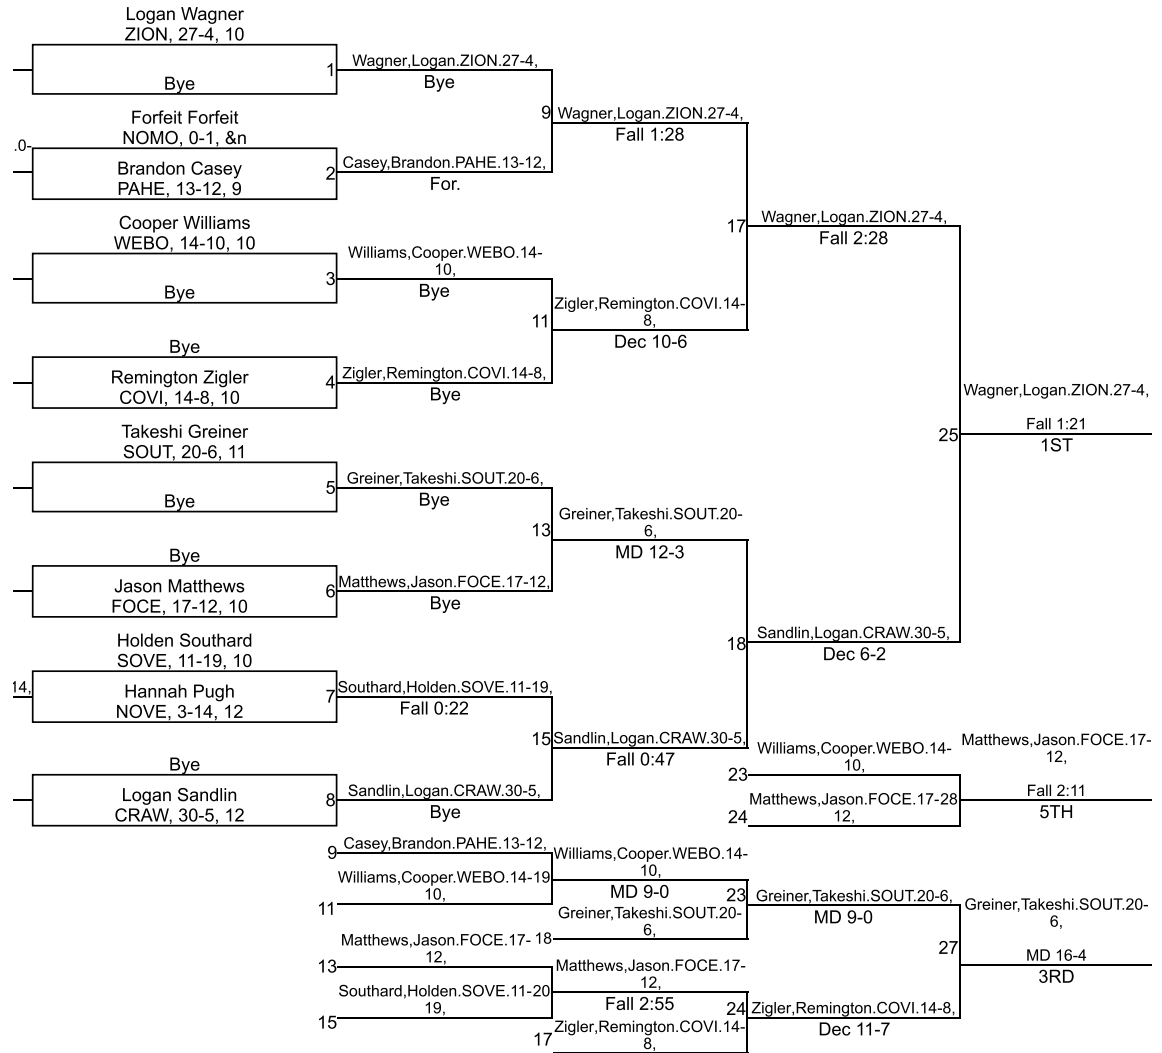 Logan Wagner
ZION, 27-4, 10
Bye
1
Wagner,Logan.ZION.27-4,
Bye
9
Wagner,Logan.ZION.27-4,
Fall 1:28
Forfeit Forfeit
NOMO, 0-1, &n
.0-
Brandon Casey
PAHE, 13-12, 9
2
Casey,Brandon.PAHE.13-12,
For.
17
Wagner,Logan.ZION.27-4,
Fall 2:28
Cooper Williams
WEBO, 14-10, 10
Bye
3
Williams,Cooper.WEBO.14-
10,
Bye
11
Zigler,Remington.COVI.14-
8,
Dec 10-6
Bye
Remington Zigler
COVI, 14-8, 10
4
Zigler,Remington.COVI.14-8,
Bye
25
Wagner,Logan.ZION.27-4,
Fall 1:21
1ST
Takeshi Greiner
SOUT, 20-6, 11
Bye
5
Greiner,Takeshi.SOUT.20-6,
Bye
13
Greiner,Takeshi.SOUT.20-
6,
MD 12-3
Bye
Jason Matthews
FOCE, 17-12, 10
6
Matthews,Jason.FOCE.17-12,
Bye
18
Sandlin,Logan.CRAW.30-5,
Dec 6-2
Holden Southard
SOVE, 11-19, 10
14,
Hannah Pugh
NOVE, 3-14, 12
7
Southard,Holden.SOVE.11-19,
Fall 0:22
15
Sandlin,Logan.CRAW.30-5,
Fall 0:47
Bye
Logan Sandlin
CRAW, 30-5, 12
8
Sandlin,Logan.CRAW.30-5,
Bye
Williams,Cooper.WEBO.14-
10,
23
Matthews,Jason.FOCE.17-28
12,
24
Matthews,Jason.FOCE.17-
12,
Fall 2:11
5TH
Casey,Brandon.PAHE.13-12,
9
Williams,Cooper.WEBO.14-19
10,
11
Williams,Cooper.WEBO.14-
10,
MD 9-0
23
Greiner,Takeshi.SOUT.20-
6,
18
Greiner,Takeshi.SOUT.20-6,
MD 9-0
Matthews,Jason.FOCE.17-
12,
13
Southard,Holden.SOVE.11-20
19,
15
Matthews,Jason.FOCE.17-
12,
Fall 2:55
24
Zigler,Remington.COVI.14-
8,
17
Zigler,Remington.COVI.14-8,
Dec 11-7
27
Greiner,Takeshi.SOUT.20-
6,
MD 16-4
3RD